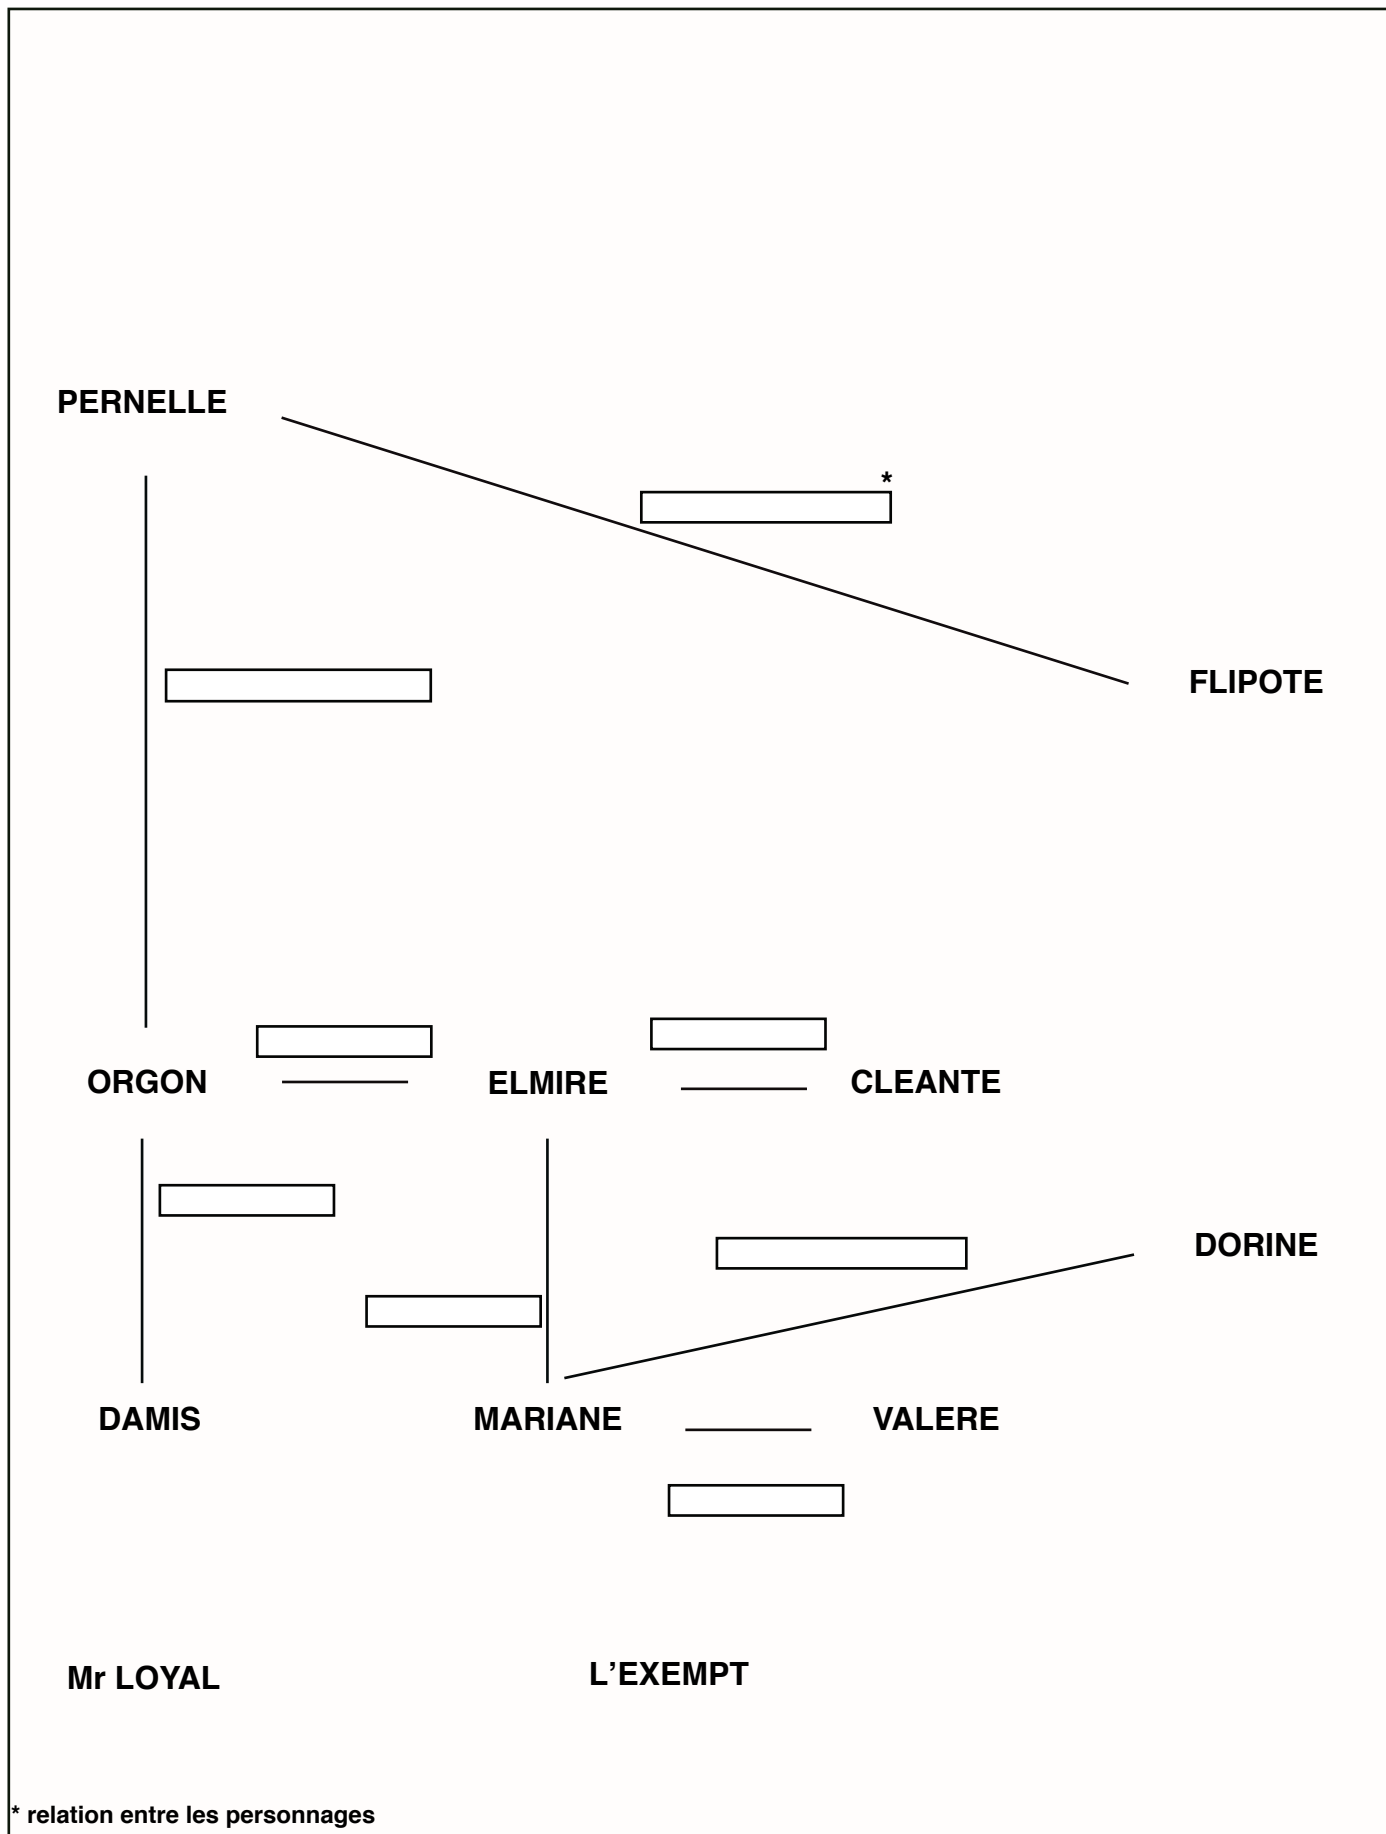 PERNELLE
*
FLIPOTE
ORGON ELMIRE CLEANTE
DORINE
DAMIS MARIANE VALERE
Mr LOYAL L’EXEMPT
* relation entre les personnages